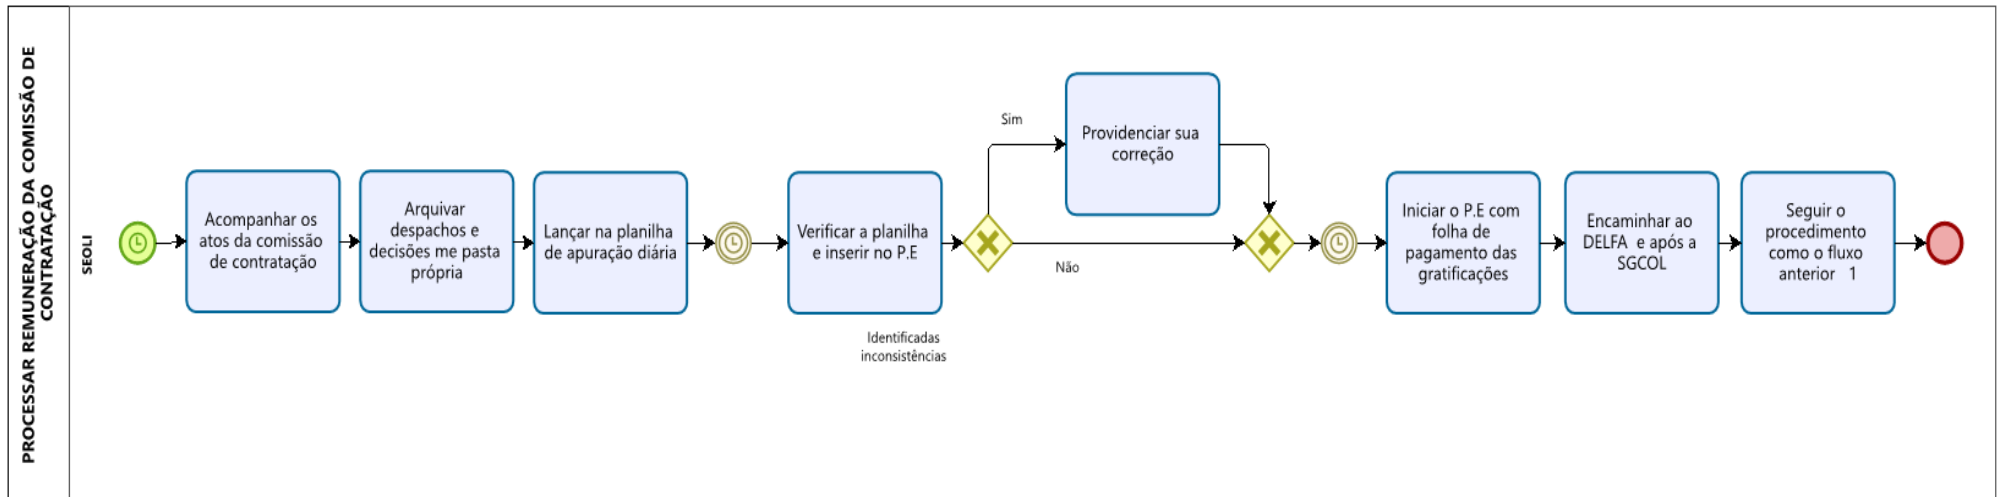 PROCESSAR REMUNERAÇÃO DA COMISSÃO DE
CONTRATAÇÃO
SEOLI
Acompanhar os
atos da comissão
de contratação
Arquivar
despachos e
decisões me pasta
própria
Lançar na planilha
de apuração diária
Verificar a planilha
e inserir no P.E
Identificadas
inconsistências
Sim
Providenciar sua
correção
Não
Iniciar o P.E com
folha de
pagamento das
gratificações
Encaminhar ao
DELFA e após a
SGCOL
Seguir o
procedimento
como o fluxo
anterior 1